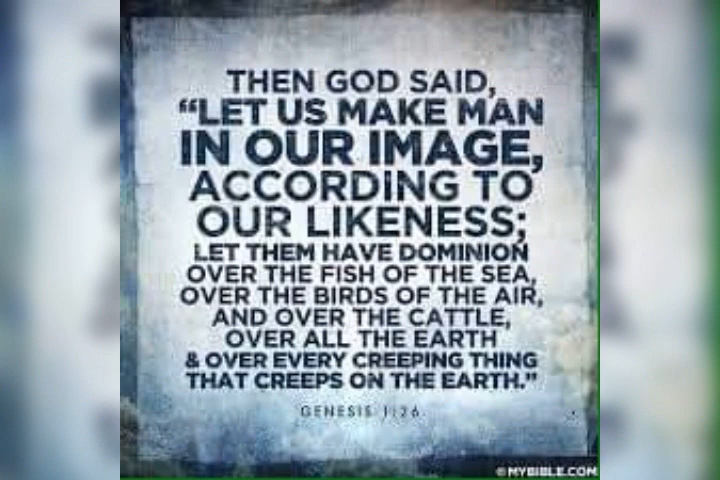 THEN GOD SAID,
“LET US MAKE MAN
IN OUR IMAGE,
ACCORDING TO
OUR LIKENESS;
LET THEM HAVE DOMINION
OVER THE FISH OF THE SEA,
OVER THE BIRDS OF THE AIR,
AND OVER THE CATTLE,
OVER ALL THE EARTH
& OVER EVERY CREEPING THING
THAT CREEPS ON THE EARTH.”
GENESIS 1:26
©MYBIBLE.COM